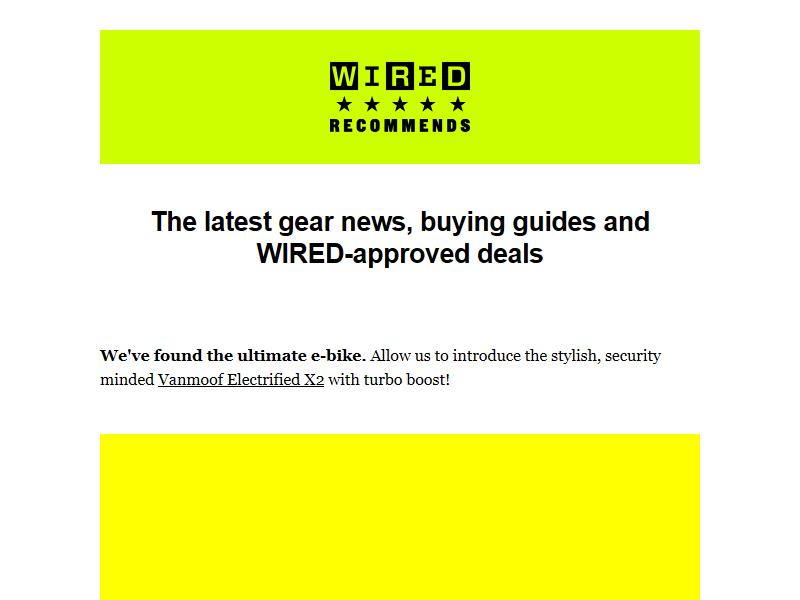 WIRED
★ ★ ★ ★ ★
RECOMMENDS
The latest gear news, buying guides and
WIRED-approved deals
We've found the ultimate e-bike. Allow us to introduce the stylish, security
minded Vanmoof Electrified X2 with turbo boost!